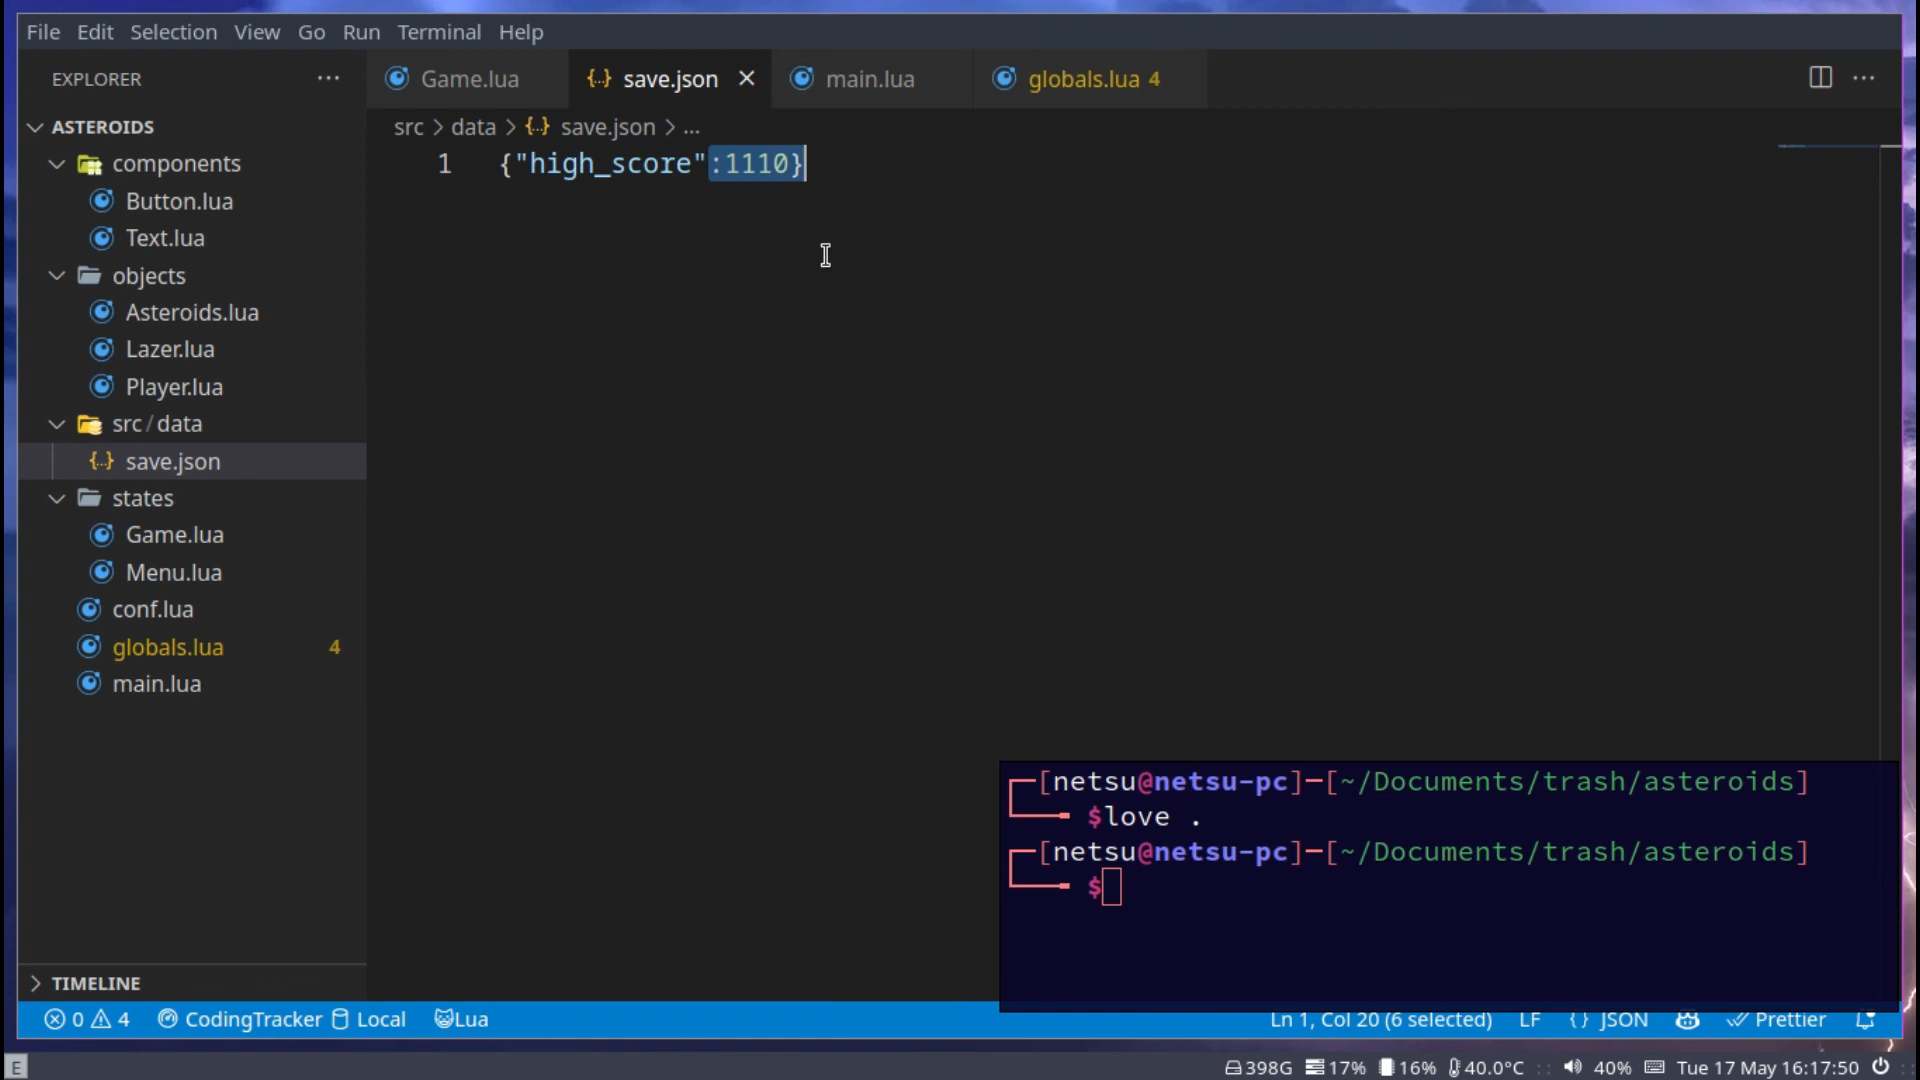 File Edit Selection View Go Run Terminal Help
EXPLORER ··· Game.lua {..} save.json × main.lua globals.lua 4 ···
ASTEROIDS
src > data > {..} save.json > ...
components
1 {"high_score":1110}
Button.lua
Text.lua
objects
Asteroids.lua
Lazer.lua
Player.lua
src/data
{..} save.json
states
Game.lua
Menu.lua
conf.lua
globals.lua 4
main.lua
[netsu@netsu-pc]-[~/Documents/trash/asteroids]
$love .
[netsu@netsu-pc]-[~/Documents/trash/asteroids]
$
TIMELINE
0 4 CodingTracker Local Lua Ln 1, Col 20 (6 selected) LF {} JSON Prettier
E 398G 17% 16% 40.0°C :: 40% Tue 17 May 16:17:50